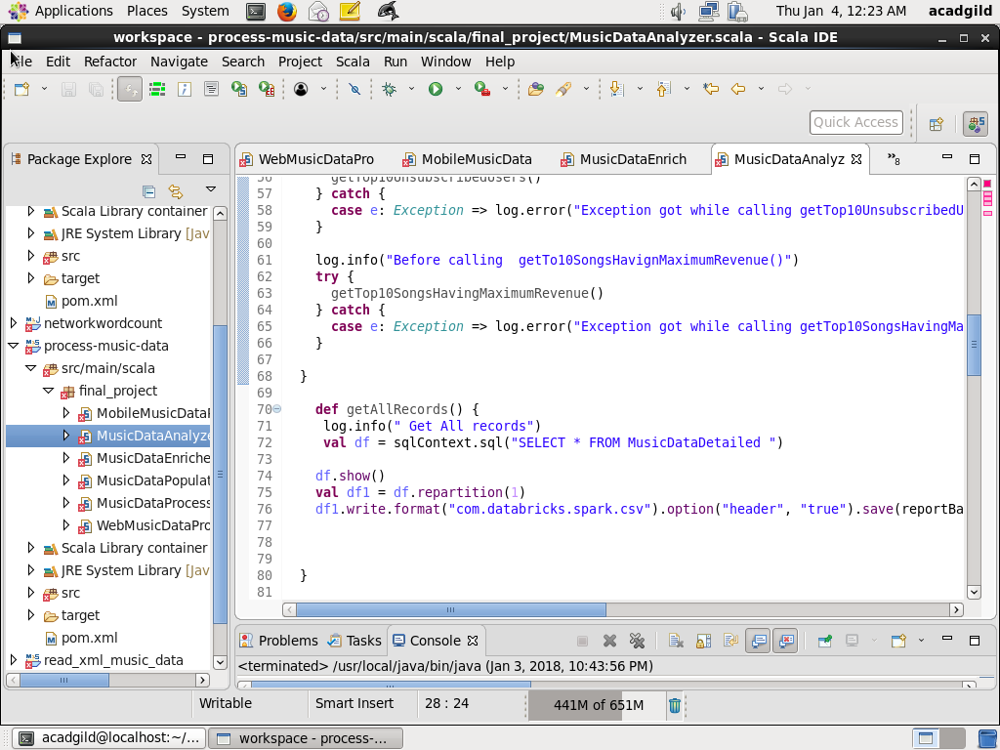 Applications Places System Thu Jan 4, 12:23 AM acadgild
workspace - process-music-data/src/main/scala/final_project/MusicDataAnalyzer.scala - Scala IDE
File Edit Refactor Navigate Search Project Scala Run Window Help
Quick Access
Package Explore
WebMusicDataPro MobileMusicData MusicDataEnrich MusicDataAnalyz »8
Scala Library container
JRE System Library [Jav
src
target
pom.xml
networkwordcount
process-music-data
src/main/scala
final_project
MobileMusicDataP
MusicDataAnalyze
MusicDataEnriche
MusicDataPopulat
MusicDataProcess
WebMusicDataPro
Scala Library container
JRE System Library [Jav
src
target
pom.xml
read_xml_music_data
56 getTop10UnsubscribedUsers()
57 } catch {
58 case e: Exception => log.error("Exception got while calling getTop10UnsubscribedU
59 }
60
61 log.info("Before calling  getTo10SongsHavignMaximumRevenue()")
62 try {
63 getTop10SongsHavingMaximumRevenue()
64 } catch {
65 case e: Exception => log.error("Exception got while calling getTop10SongsHavingMa
66 }
67
68 }
69
70 def getAllRecords() {
71 log.info(" Get All records")
72 val df = sqlContext.sql("SELECT * FROM MusicDataDetailed ")
73
74 df.show()
75 val df1 = df.repartition(1)
76 df1.write.format("com.databricks.spark.csv").option("header", "true").save(reportBa
77
78
79
80 }
81
Problems Tasks Console
<terminated> /usr/local/java/bin/java (Jan 3, 2018, 10:43:56 PM)
Writable Smart Insert 28 : 24 441M of 651M
acadgild@localhost:~/... workspace - process-...